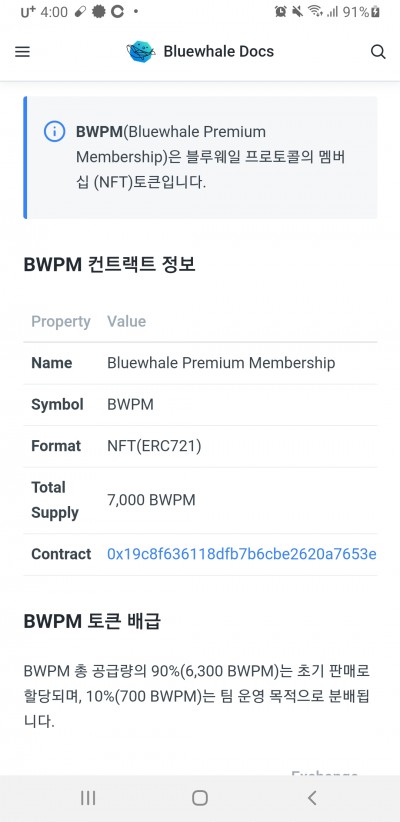 U+ 4:00 91%
Bluewhale Docs
BWPM(Bluewhale Premium
Membership)은 블루웨일 프로토콜의 멤버
십 (NFT)토큰입니다.
BWPM 컨트랙트 정보
Property Value
Name Bluewhale Premium Membership
Symbol BWPM
Format NFT(ERC721)
Total
Supply
7,000 BWPM
Contract 0x19c8f636118dfb7b6cbe2620a7653e
BWPM 토큰 배급
BWPM 총 공급량의 90%(6,300 BWPM)는 초기 판매로
할당되며, 10%(700 BWPM)는 팀 운영 목적으로 분배됩
니다.
Exchange